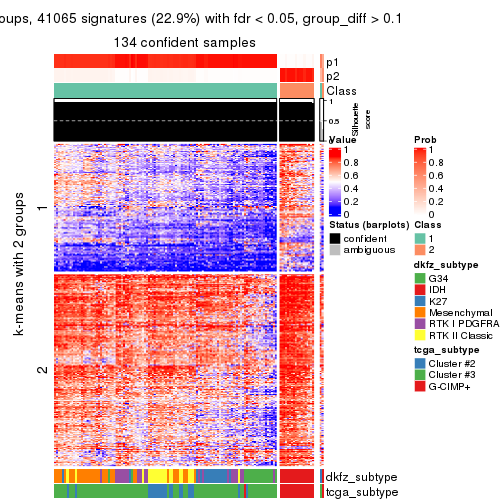 oups, 41065 signatures (22.9%) with fdr < 0.05, group_diff > 0.1
134 confident samples
p1
p2
Class
1
0.5
0
Silhouette
score
k-means with 2 groups
1
2
Value
1
0.8
0.6
0.4
0.2
0
Status (barplots)
confident
ambiguous
Prob
1
0.8
0.6
0.4
0.2
0
Class
1
2
dkfz_subtype
G34
IDH
K27
Mesenchymal
RTK I PDGFRA
RTK II Classic
tcga_subtype
Cluster #2
Cluster #3
G-CIMP+
dkfz_subtype
tcga_subtype